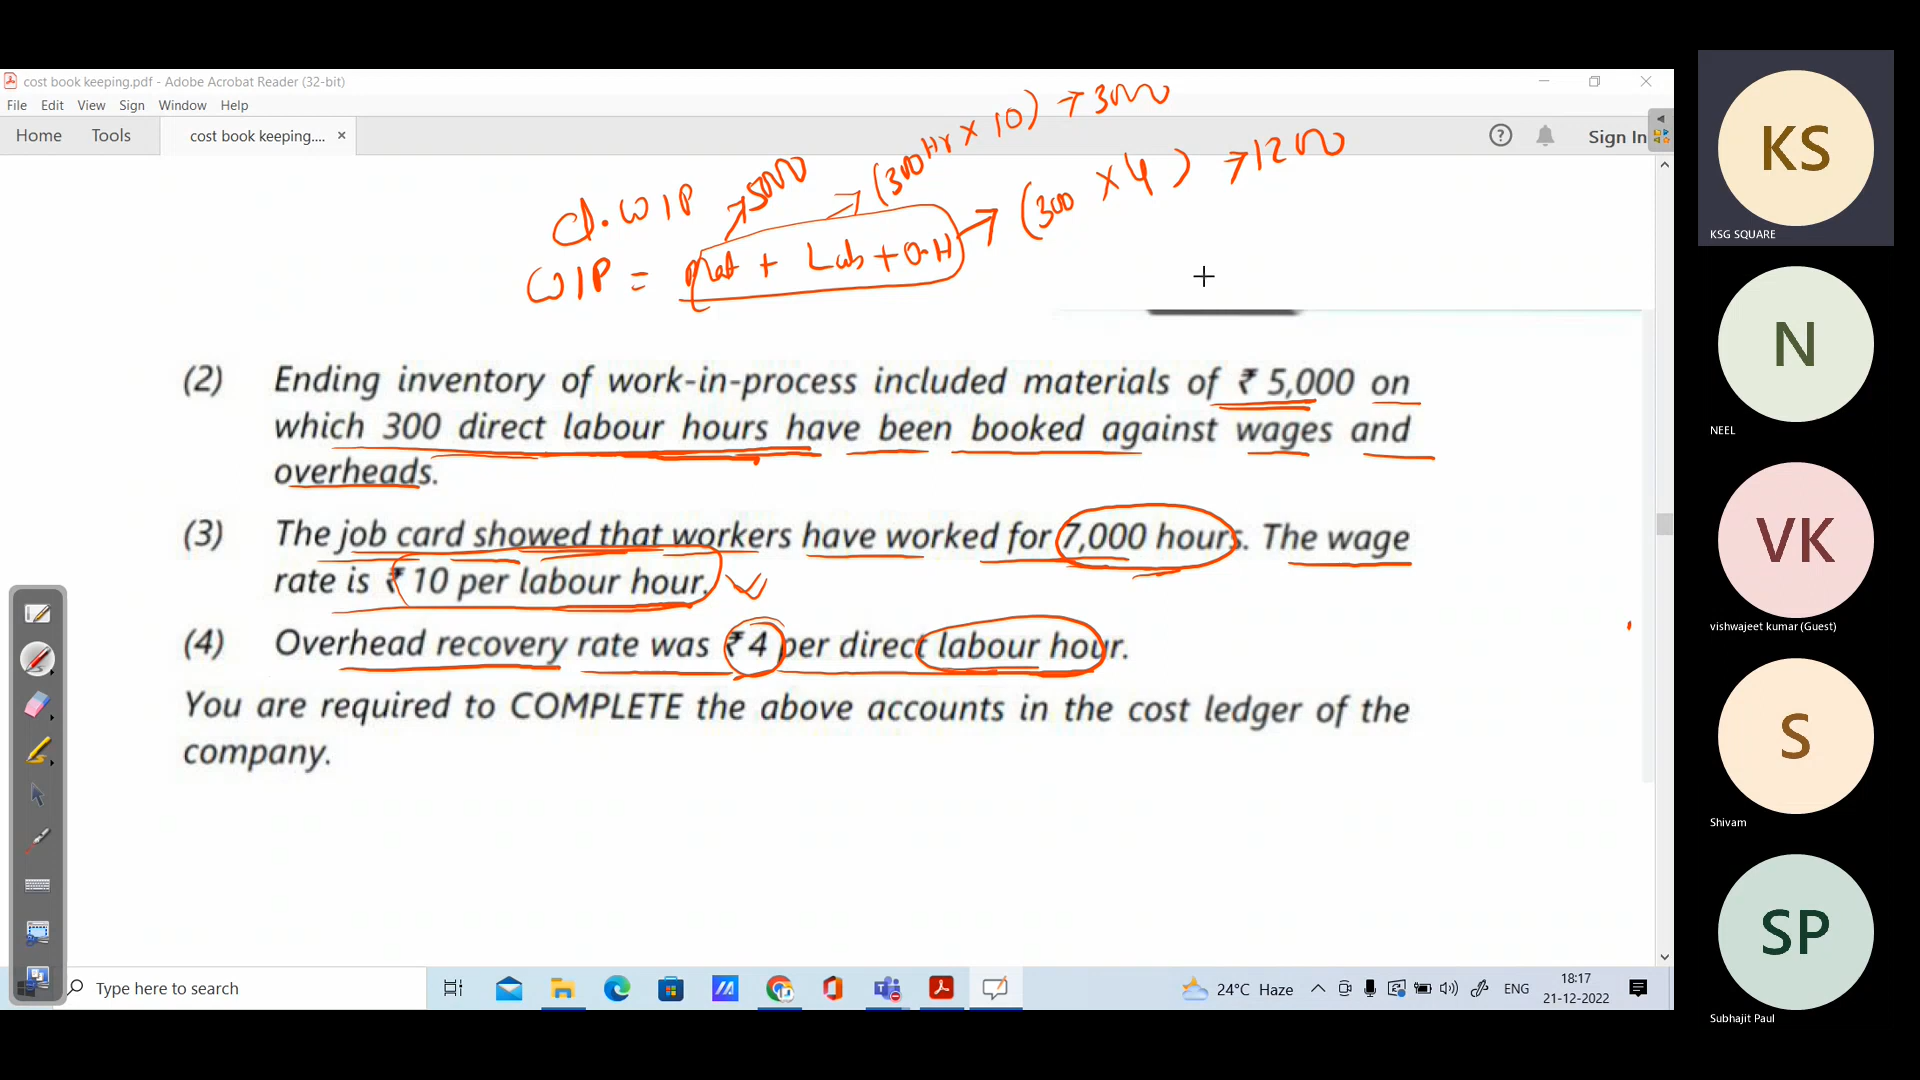 cost book keeping.pdf - Adobe Acrobat Reader (32-bit)
File Edit View Sign Window Help
Home Tools cost book keeping.... × Sign In
(300 Hr × 10) → 3000
Cl. WIP → 5000 (300 × 4) → 1200
WIP = Mat + Lab + O.H
(2) Ending inventory of work-in-process included materials of ₹ 5,000 on
which 300 direct labour hours have been booked against wages and
overheads.
(3) The job card showed that workers have worked for 7,000 hours. The wage
rate is ₹ 10 per labour hour.
(4) Overhead recovery rate was ₹ 4 per direct labour hour.
You are required to COMPLETE the above accounts in the cost ledger of the
company.
KS
KSG SQUARE
N
NEEL
VK
vishwajeet kumar (Guest)
S
Shivam
SP
Subhajit Paul
Type here to search
24°C Haze
ENG
18:17
21-12-2022